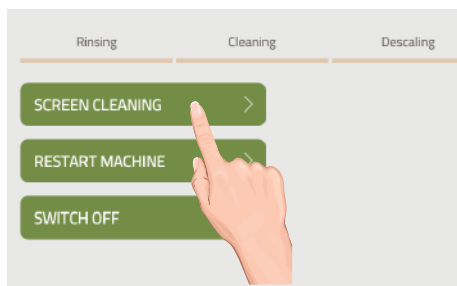 Rinsing Cleaning Descaling
SCREEN CLEANING
RESTART MACHINE
SWITCH OFF